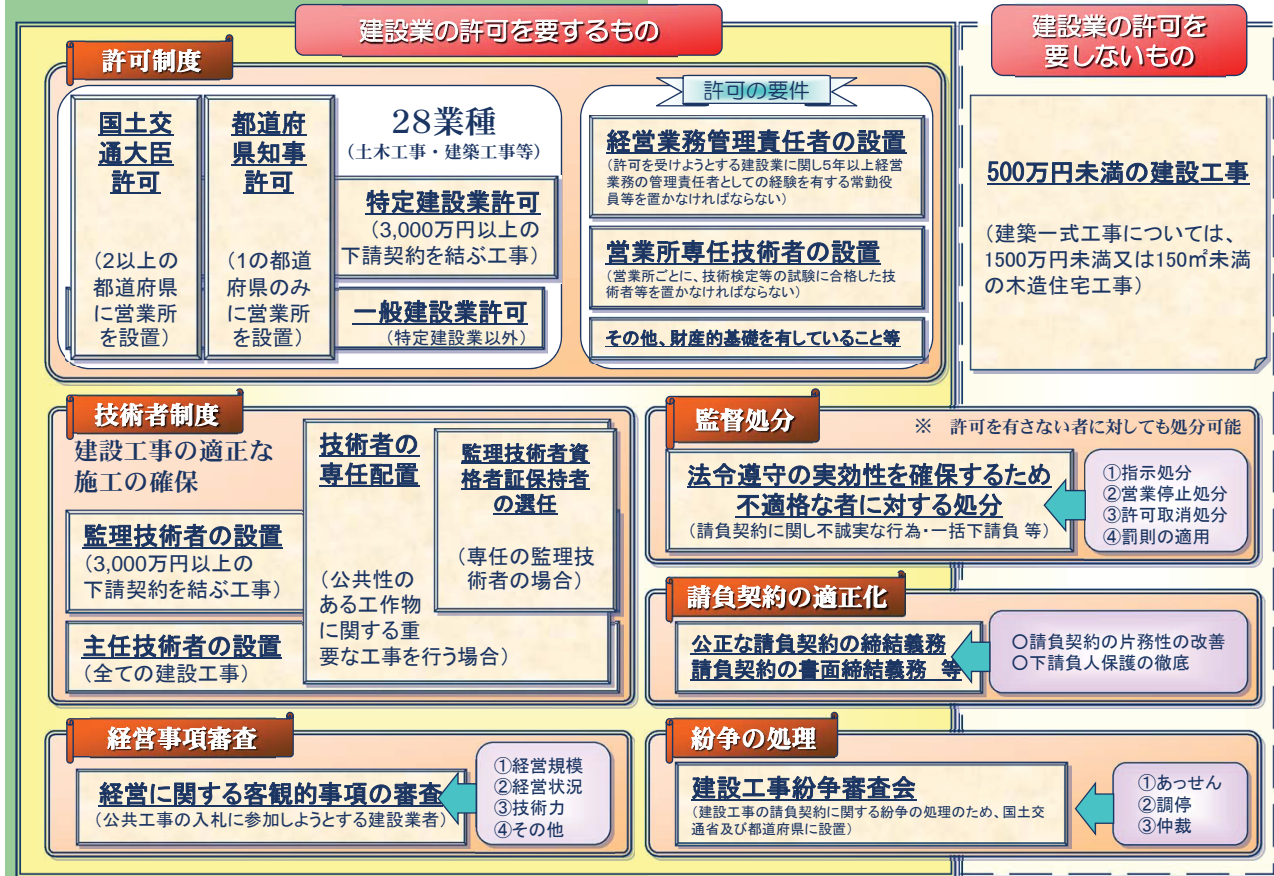 建設業の許可を要するもの
建設業の許可を
要しないもの
許可制度
国土交
通大臣
許可
(2以上の
都道府県
に営業所
を設置)
都道府
県知事
許可
(1の都道
府県のみ
に営業所
を設置)
28業種
(土木工事・建築工事等)
特定建設業許可
(3,000万円以上の
下請契約を結ぶ工事)
一般建設業許可
(特定建設業以外)
許可の要件
経営業務管理責任者の設置
(許可を受けようとする建設業に関し5年以上経営
業務の管理責任者としての経験を有する常勤役
員等を置かなければならない)
営業所専任技術者の設置
(営業所ごとに、技術検定等の試験に合格した技
術者等を置かなければならない)
その他、財産的基礎を有していること等
500万円未満の建設工事
(建築一式工事については、
1500万円未満又は150㎡未満
の木造住宅工事)
技術者制度
建設工事の適正な
施工の確保
監理技術者の設置
(3,000万円以上の
下請契約を結ぶ工事)
主任技術者の設置
(全ての建設工事)
技術者の
専任配置
(公共性の
ある工作物
に関する重
要な工事を行う場合)
監理技術者資
格者証保持者
の選任
(専任の監理技
術者の場合)
監督処分
※ 許可を有さない者に対しても処分可能
法令遵守の実効性を確保するため
不適格な者に対する処分
(請負契約に関し不誠実な行為・一括下請負 等)
①指示処分
②営業停止処分
③許可取消処分
④罰則の適用
請負契約の適正化
公正な請負契約の締結義務
請負契約の書面締結義務 等
○請負契約の片務性の改善
○下請負人保護の徹底
経営事項審査
経営に関する客観的事項の審査
(公共工事の入札に参加しようとする建設業者)
①経営規模
②経営状況
③技術力
④その他
紛争の処理
建設工事紛争審査会
(建設工事の請負契約に関する紛争の処理のため、国土交
通省及び都道府県に設置)
①あっせん
②調停
③仲裁